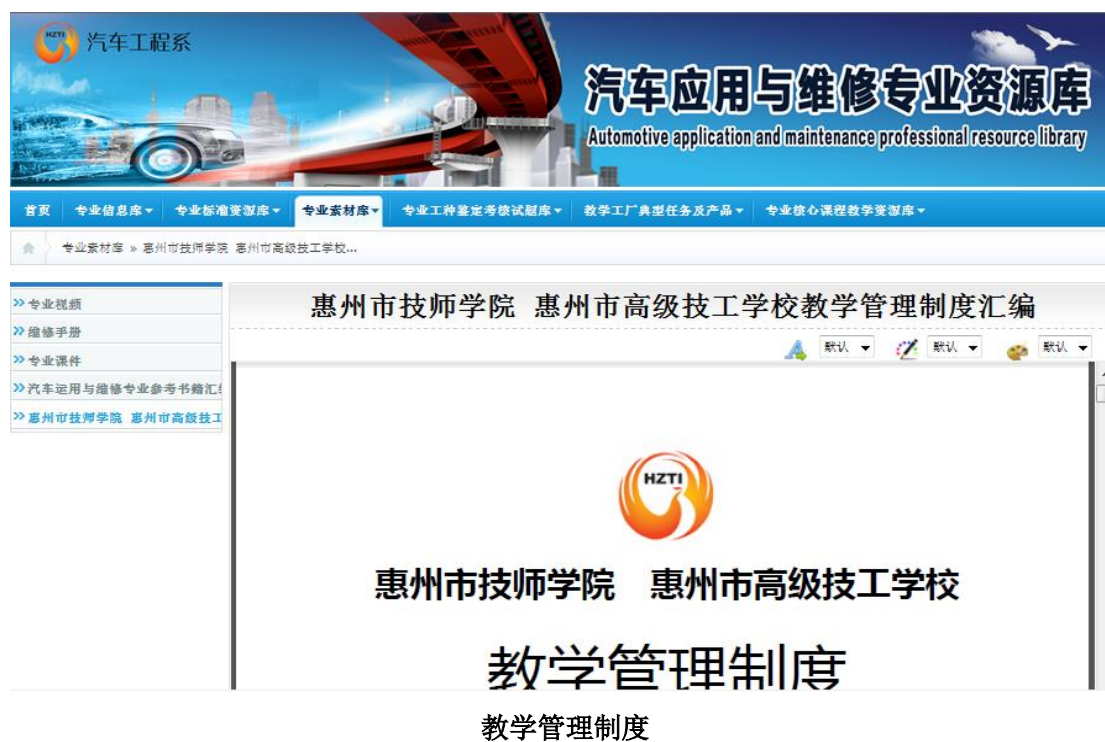 HZTI 汽车工程系
汽车应用与维修专业资源库
Automotive application and maintenance professional resource library
首页 专业信息库 专业标准资源库 专业素材库 专业工种鉴定考核试题库 教学工厂典型任务及产品 专业核心课程教学资源库
专业素材库 » 惠州市技师学院 惠州市高级技工学校...
» 专业视频
» 维修手册
» 专业课件
» 汽车运用与维修专业参考书籍汇
» 惠州市技师学院 惠州市高级技工
惠州市技师学院 惠州市高级技工学校教学管理制度汇编
默认 默认 默认
HZTI
惠州市技师学院 惠州市高级技工学校
教学管理制度
教学管理制度